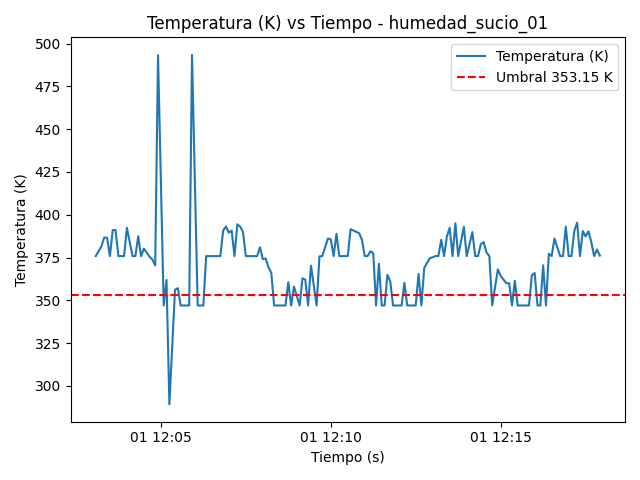 Temperatura (K) vs Tiempo - humedad_sucio_01
Temperatura (K)
Umbral 353.15 K
Temperatura (K)
500
475
450
425
400
375
350
325
300
01 12:05
01 12:10
01 12:15
Tiempo (s)